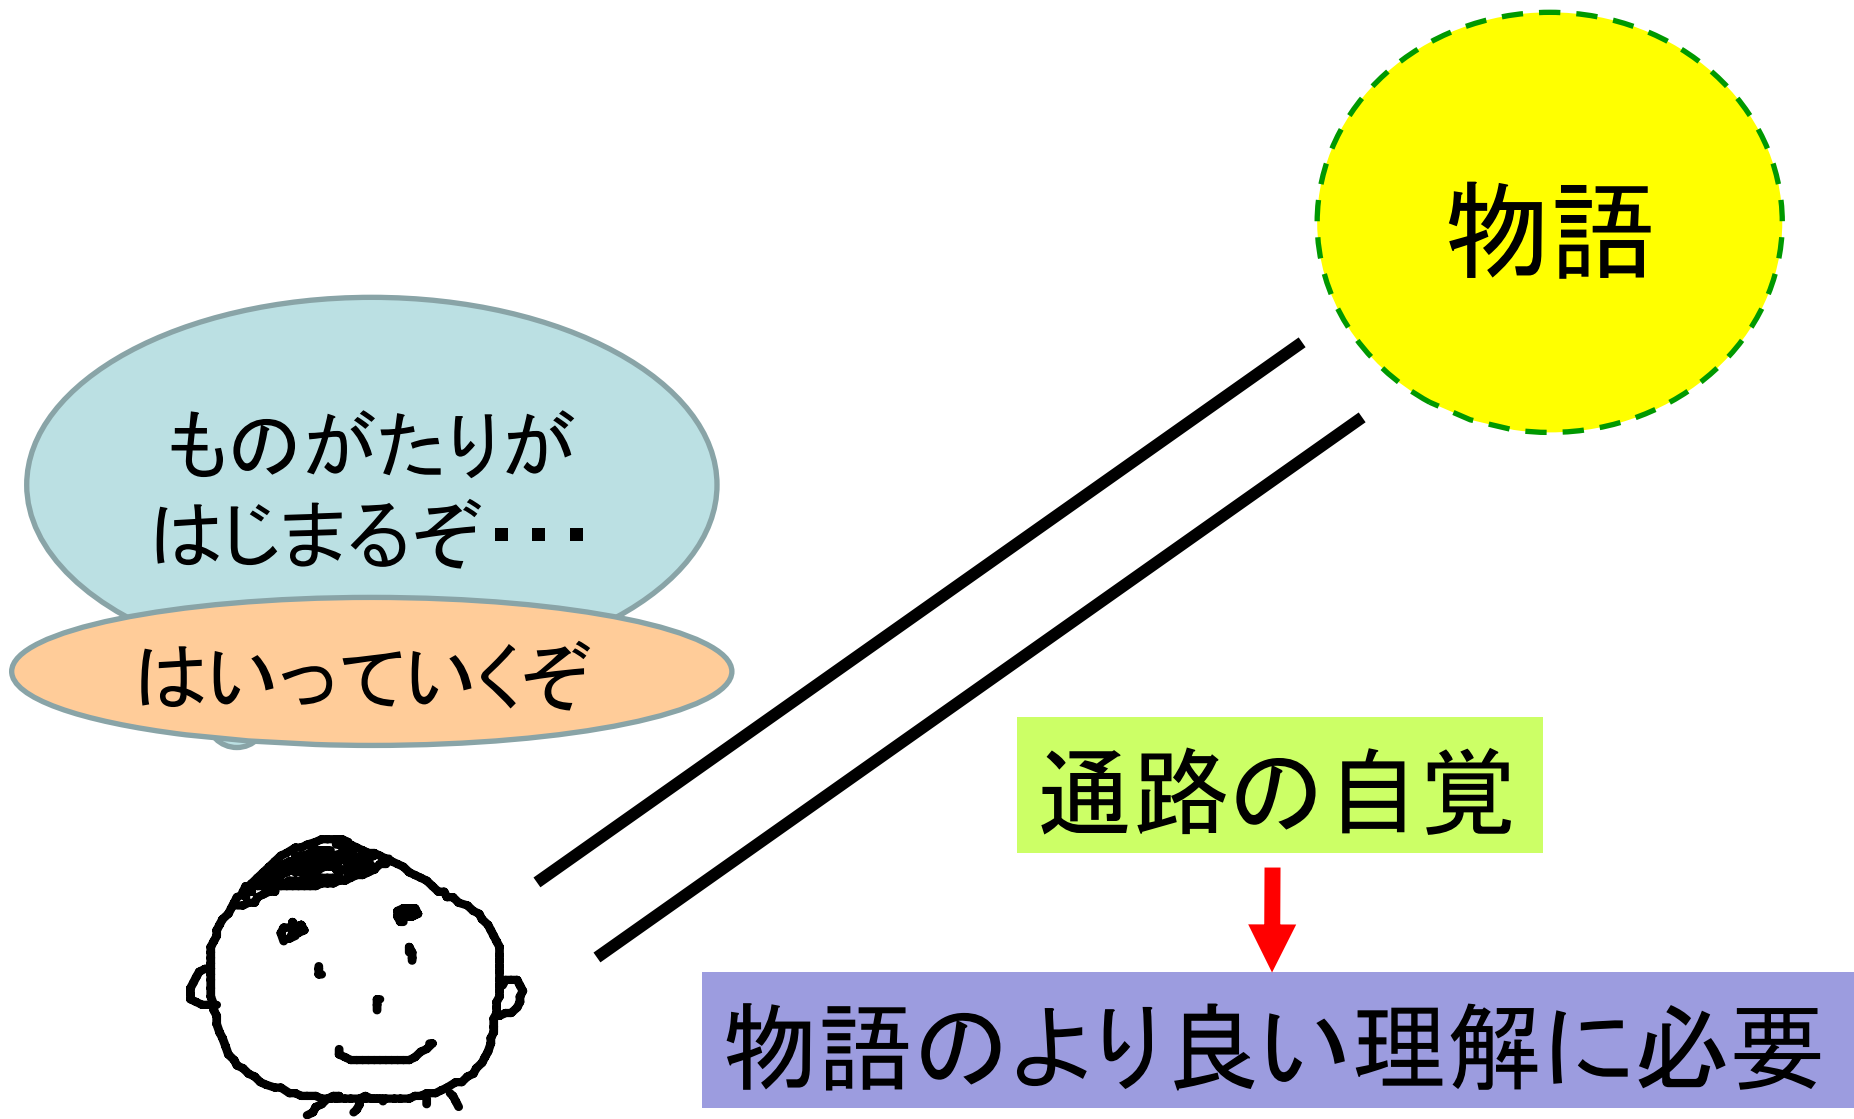 物語
ものがたりが
はじまるぞ・・・
はいっていくぞ
通路の自覚
物語のより良い理解に必要